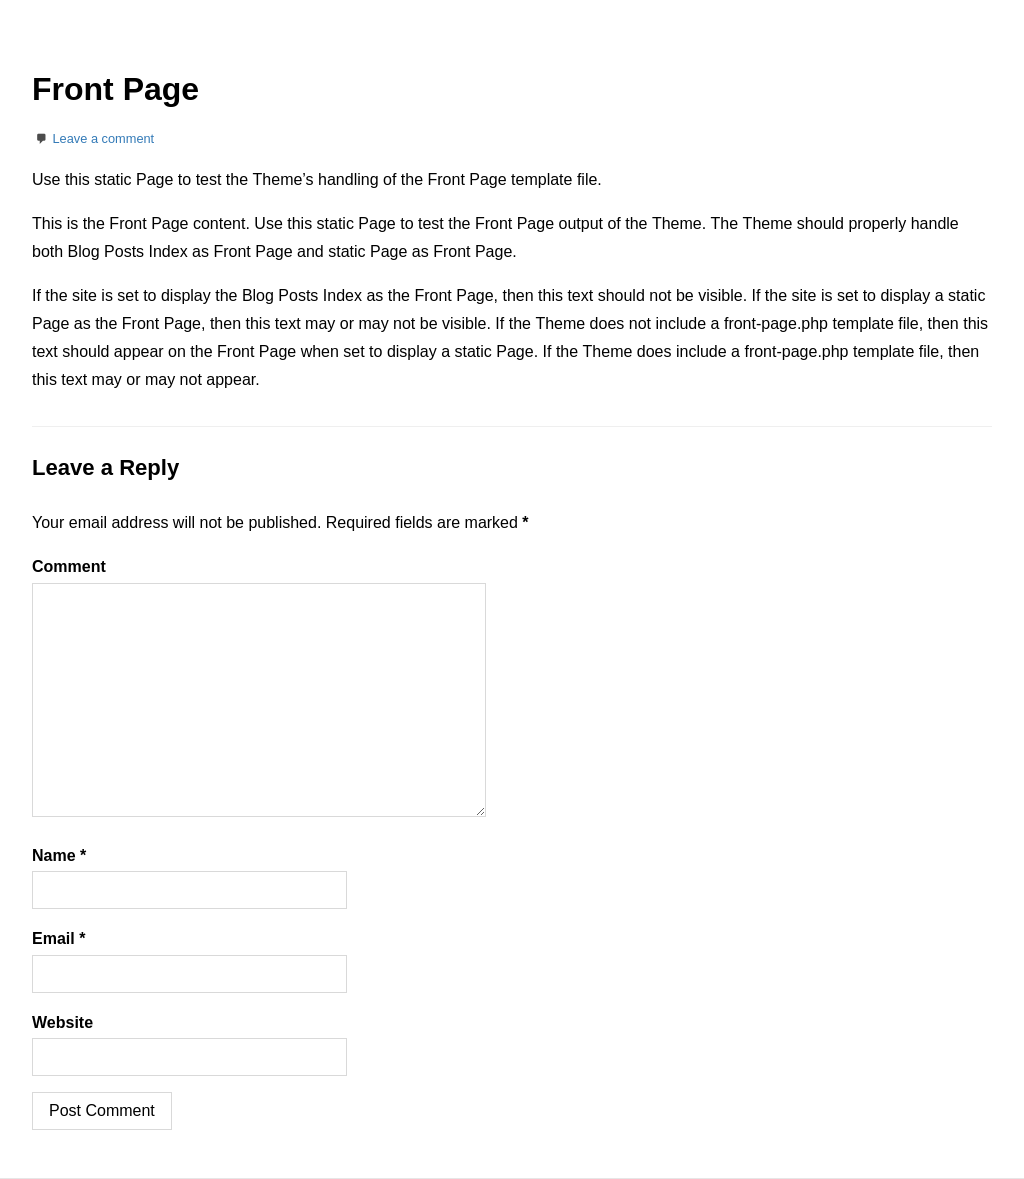 Front Page
Leave a comment
Use this static Page to test the Theme’s handling of the Front Page template file.
This is the Front Page content. Use this static Page to test the Front Page output of the Theme. The Theme should properly handle
both Blog Posts Index as Front Page and static Page as Front Page.
If the site is set to display the Blog Posts Index as the Front Page, then this text should not be visible. If the site is set to display a static
Page as the Front Page, then this text may or may not be visible. If the Theme does not include a front-page.php template file, then this
text should appear on the Front Page when set to display a static Page. If the Theme does include a front-page.php template file, then
this text may or may not appear.
Leave a Reply
Your email address will not be published. Required fields are marked *
Comment
Name *
Email *
Website
Post Comment